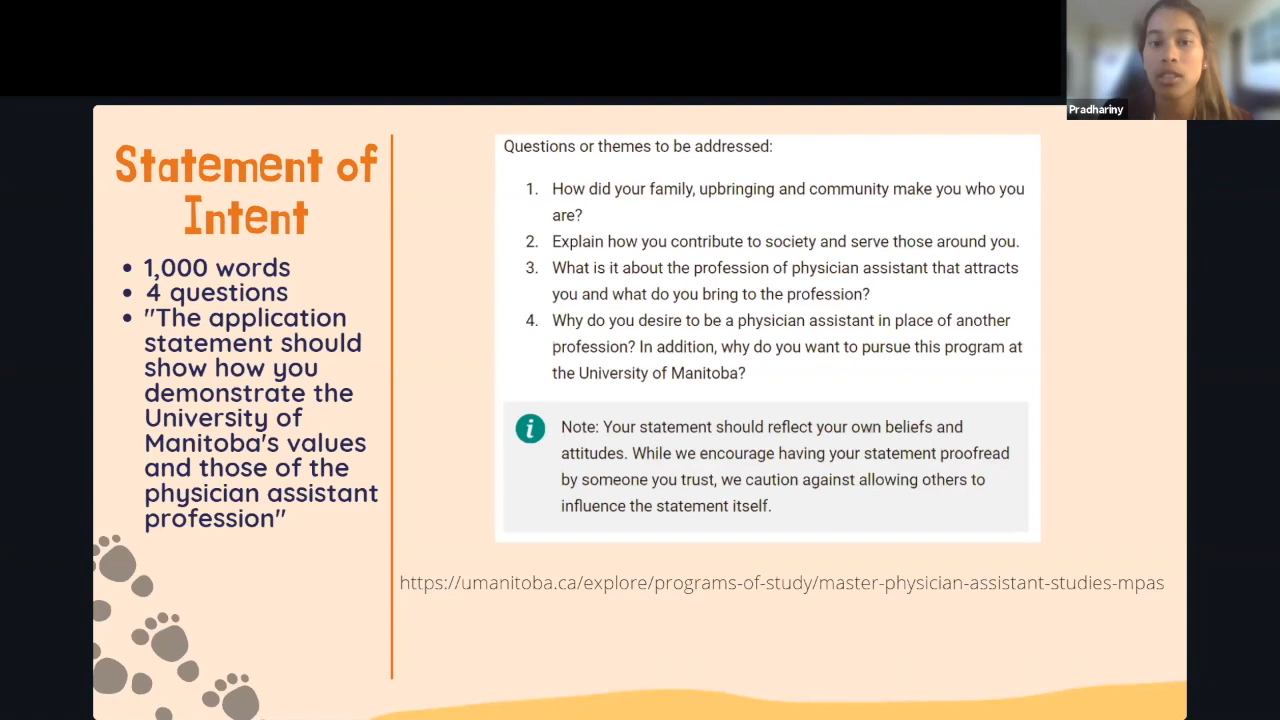 Pradhariny
Statement of
Intent
• 1,000 words
• 4 questions
• "The application
statement should
show how you
demonstrate the
University of
Manitoba's values
and those of the
physician assistant
profession"
Questions or themes to be addressed:
1. How did your family, upbringing and community make you who you
are?
2. Explain how you contribute to society and serve those around you.
3. What is it about the profession of physician assistant that attracts
you and what do you bring to the profession?
4. Why do you desire to be a physician assistant in place of another
profession? In addition, why do you want to pursue this program at
the University of Manitoba?
i
Note: Your statement should reflect your own beliefs and
attitudes. While we encourage having your statement proofread
by someone you trust, we caution against allowing others to
influence the statement itself.
https://umanitoba.ca/explore/programs-of-study/master-physician-assistant-studies-mpas